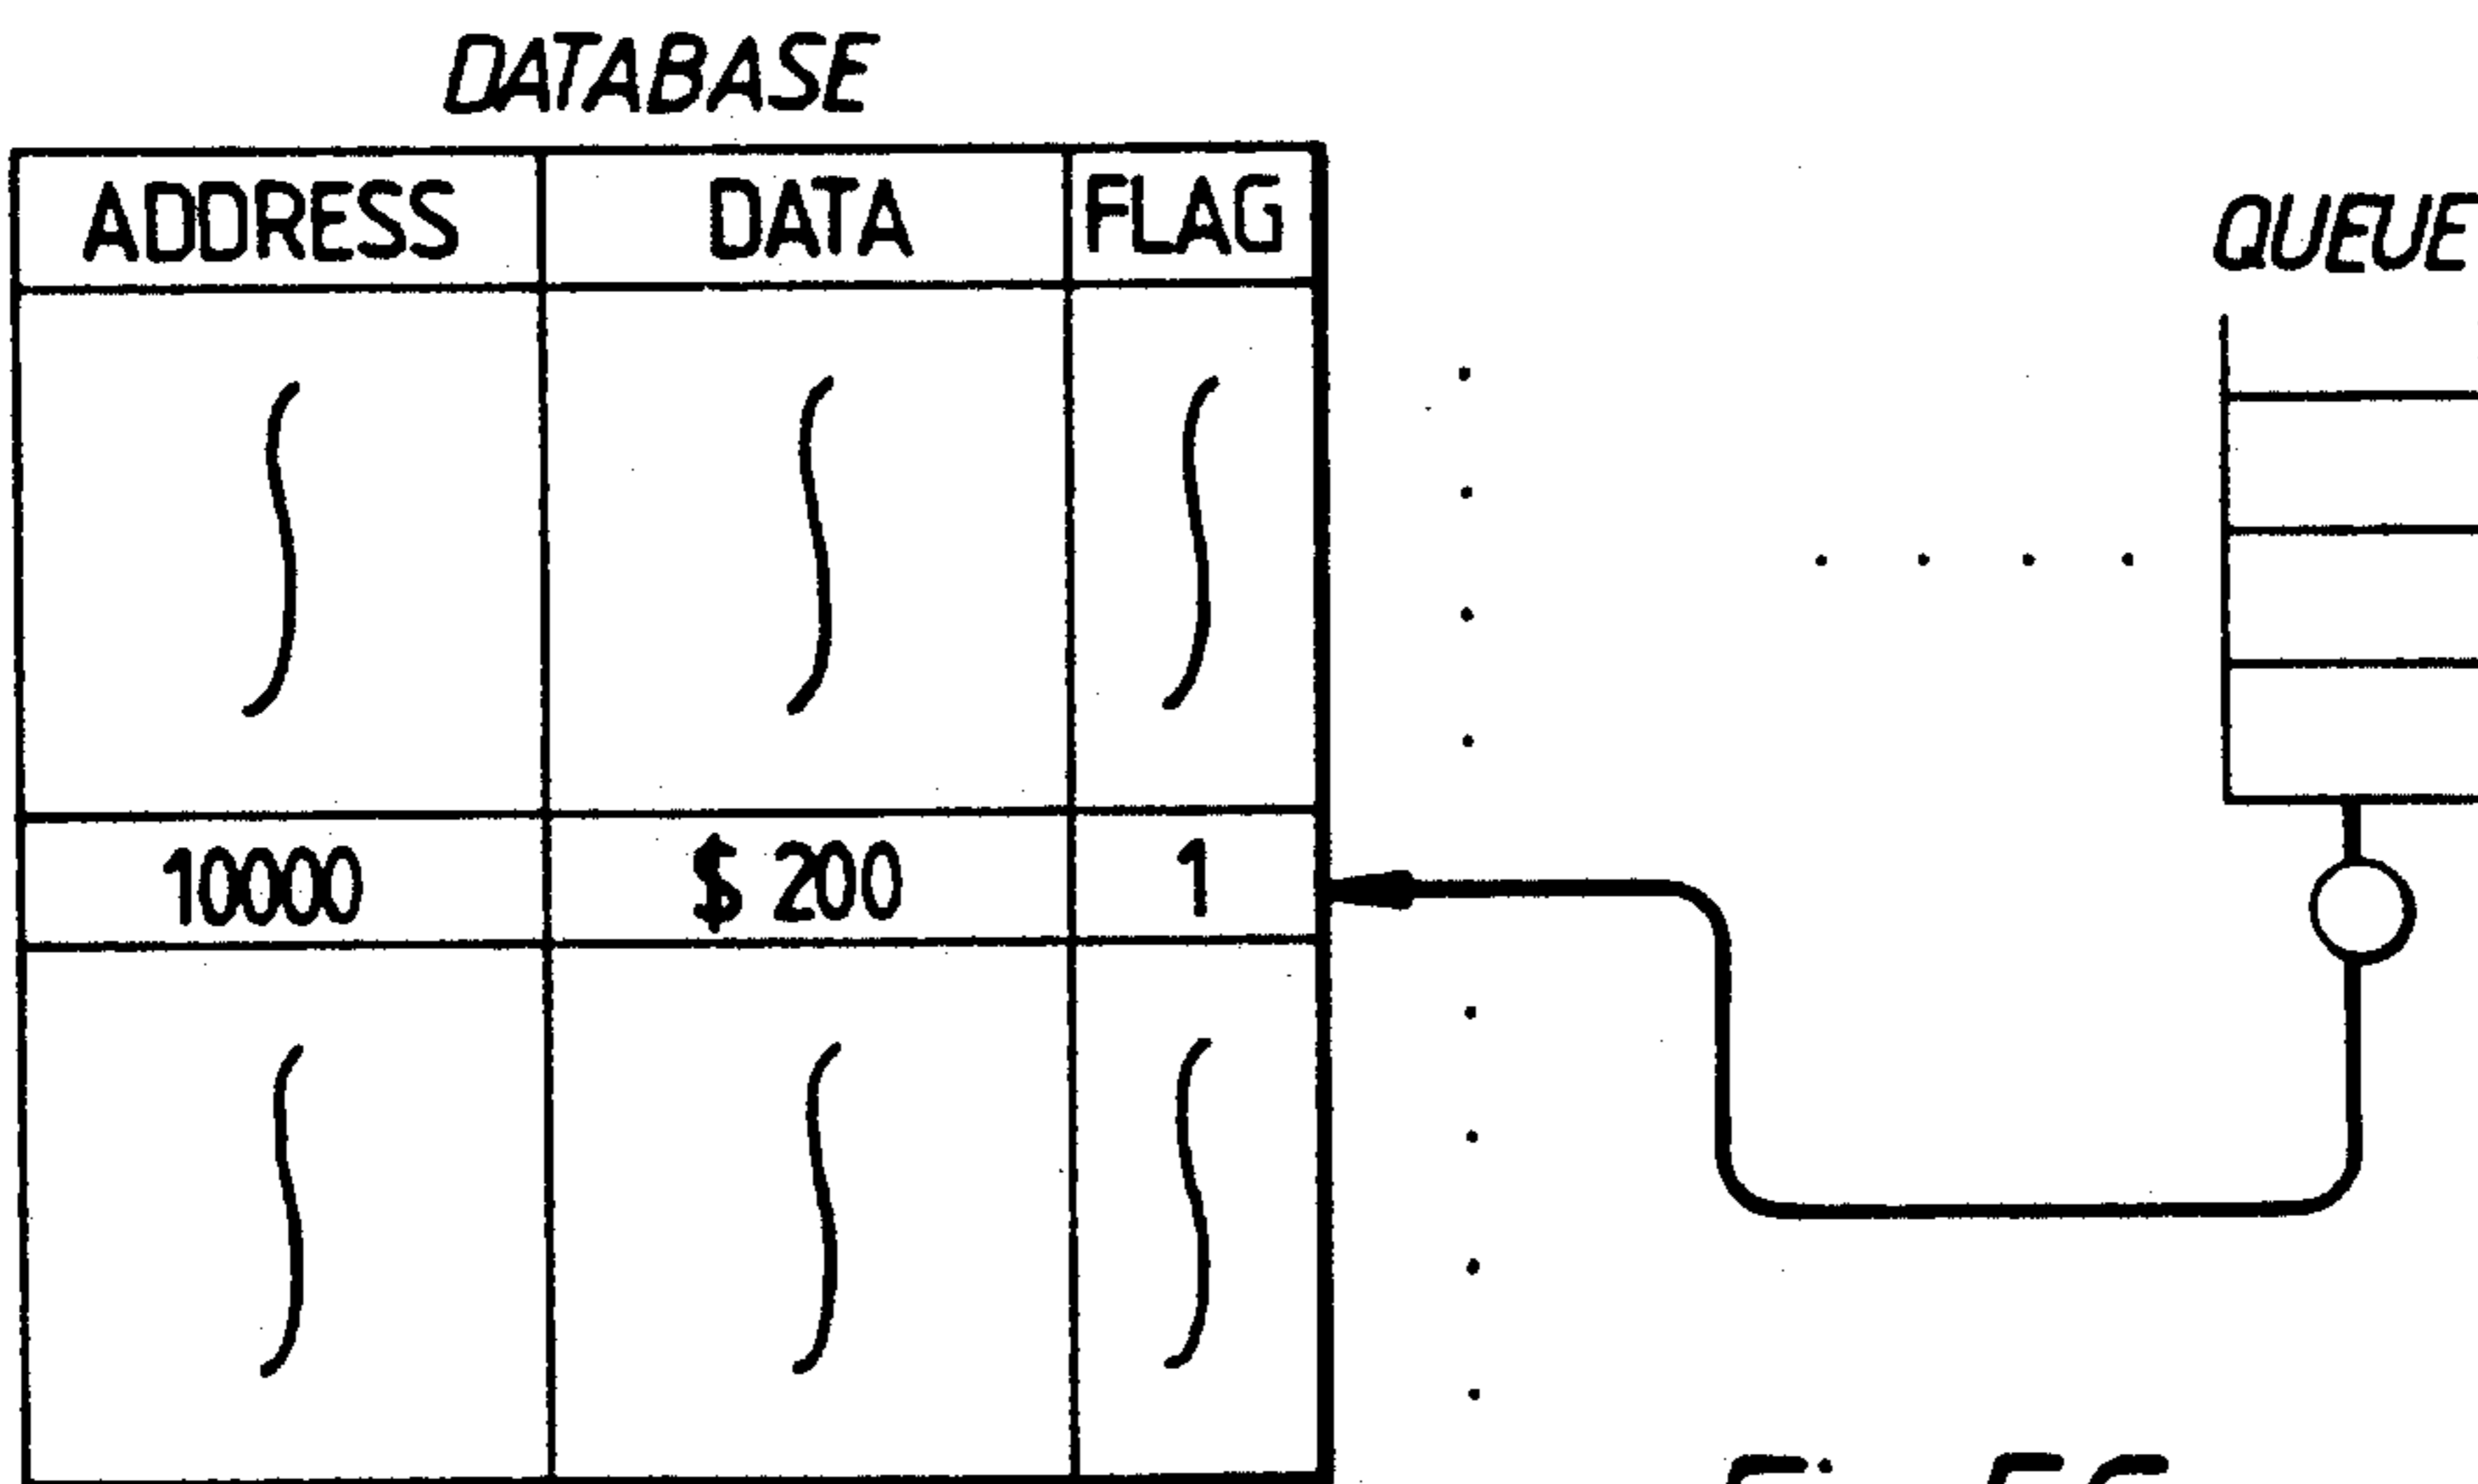 DATABASE
ADDRESS DATA FLAG
QUEUE
10000 $ 200 1